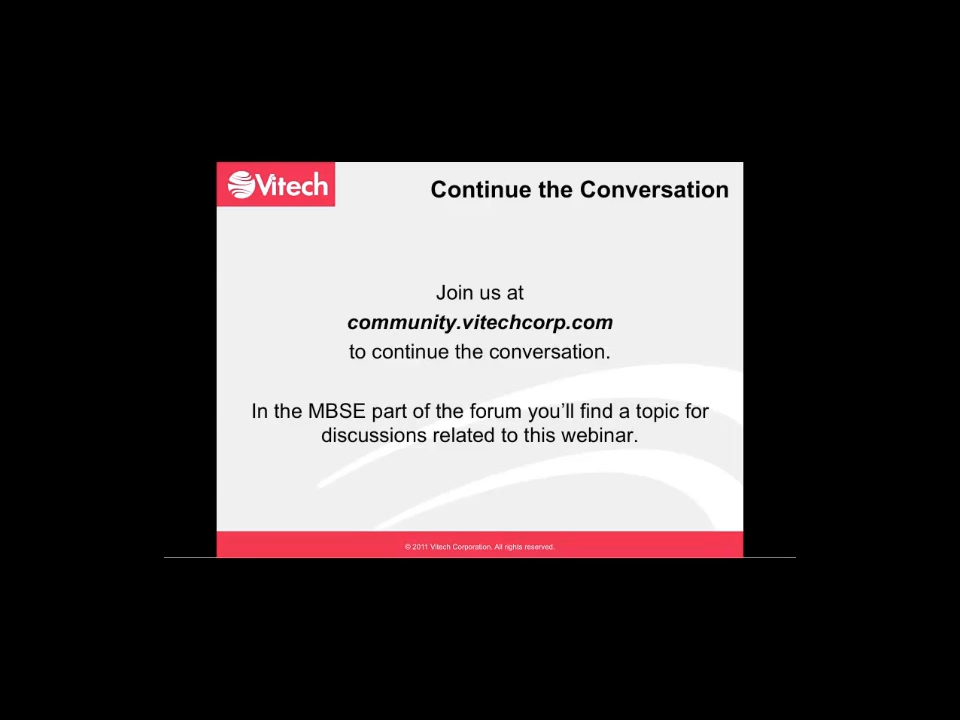 Vitech
Continue the Conversation
Join us at
community.vitechcorp.com
to continue the conversation.
In the MBSE part of the forum you'll find a topic for
discussions related to this webinar.
© 2011 Vitech Corporation. All rights reserved.